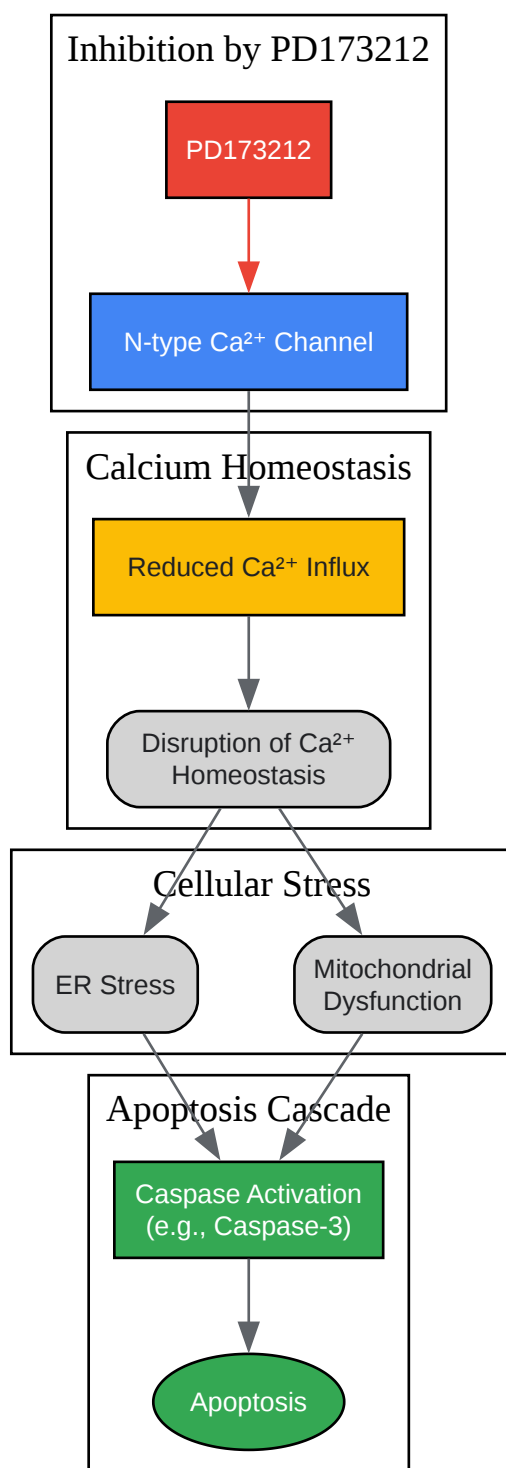 Inhibition by PD173212
PD173212
N-type Ca²⁺ Channel
Calcium Homeostasis
Reduced Ca²⁺ Influx
Disruption of Ca²⁺
Homeostasis
Cellular Stress
ER Stress
Mitochondrial
Dysfunction
Apoptosis Cascade
Caspase Activation
(e.g., Caspase-3)
Apoptosis